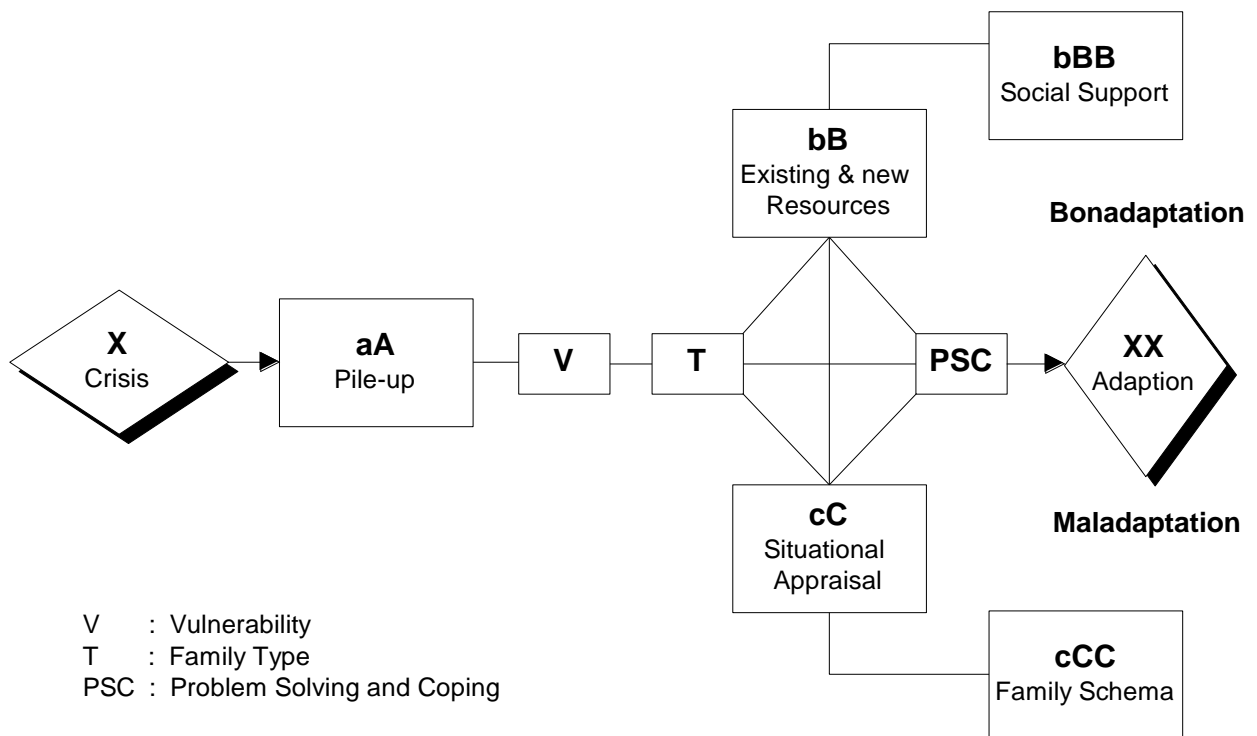 bBB
Social Support
bB
Existing & new
Resources
Bonadaptation
X
Crisis
aA
Pile-up
V
T
PSC
XX
Adaption
cC
Situational
Appraisal
Maladaptation
cCC
Family Schema
V : Vulnerability
T : Family Type
PSC : Problem Solving and Coping